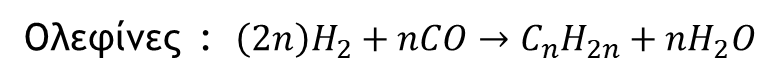 Ολεφίνες : (2n)H₂ + nCO → CₙH₂ₙ + nH₂O